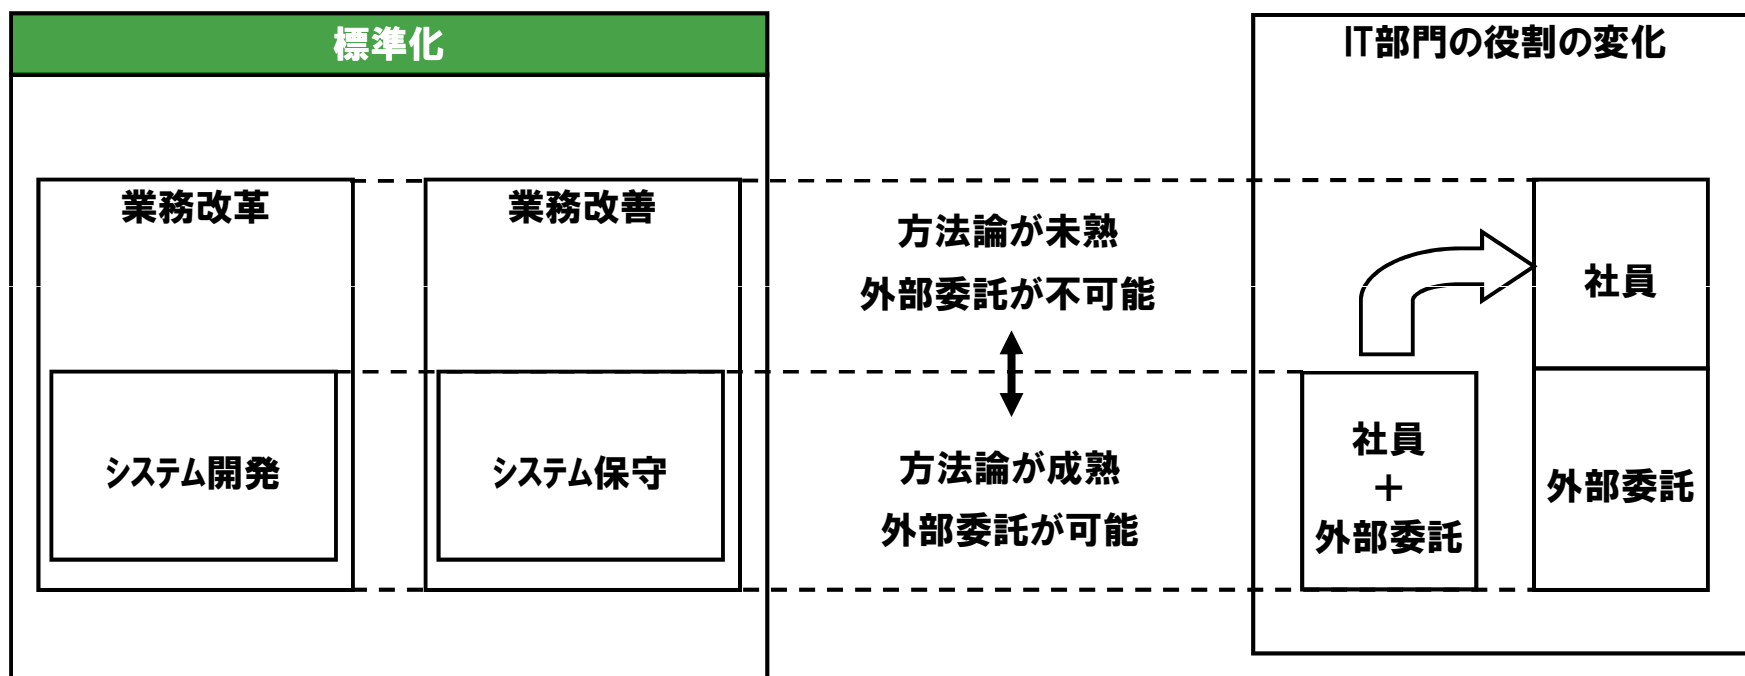 標準化
業務改革
システム開発
業務改善
システム保守
方法論が未熟
外部委託が不可能
方法論が成熟
外部委託が可能
IT部門の役割の変化
社員
＋
外部委託
社員
外部委託